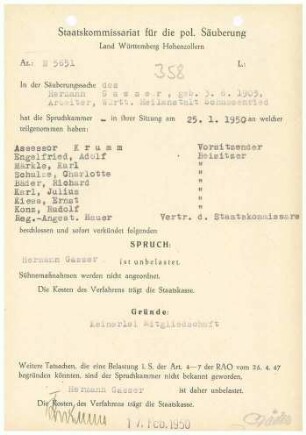 Staatskommissariat für die pol. Säuberung
Land Württemberg Hohenzollern
Az.: N 5651 L:
358
In der Säuberungssache des
Hermann Gasser, geb. 3. 6. 1903,
Arbeiter, Württ. Heilanstalt Schussenried
hat die Spruchkammer – in ihrer Sitzung am 25.1.1950 an welcher
teilgenommen haben:
Assessor Krumm Vorsitzender
Engelfried, Adolf Beisitzer
Märkle, Karl "
Schulze, Charlotte "
Bader, Richard "
Karl, Julius "
Kiess, Ernst "
Kons, Rudolf "
Reg.-Angest. Bauer Vertr. d. Staatskommissars
beschlossen und sofort verkündet folgenden
SPRUCH:
Hermann Gasser
ist unbelastet.
Sühnemaßnahmen werden nicht angeordnet.
Die Kosten des Verfahrens trägt die Staatskasse.
Gründe:
Keinerlei Mitgliedschaft
Weitere Tatsachen, die eine Belastung i. S. der Art. 4–7 der RAO vom 25. 4. 47
begründen könnten, sind der Spruchkammer nicht bekannt geworden.
Hermann Gasser ist daher unbelastet.
Die Kosten des Verfahrens trägt die Staatskasse.
17. Feb. 1950